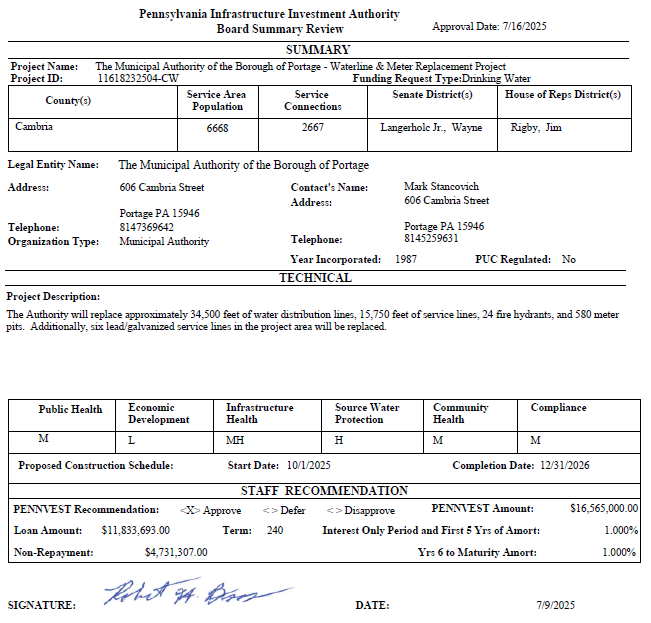 Pennsylvania Infrastructure Investment Authority
Board Summary Review
Approval Date: 7/16/2025
SUMMARY
Project Name: The Municipal Authority of the Borough of Portage - Waterline & Meter Replacement Project
Project ID: 11618232504-CW Funding Request Type:Drinking Water
County(s) Service Area Population Service Connections Senate District(s) House of Reps District(s)
Cambria 6668 2667 Langerholc Jr., Wayne Rigby, Jim
Legal Entity Name: The Municipal Authority of the Borough of Portage
Address: 606 Cambria Street
Portage PA 15946
Telephone: 8147369642
Organization Type: Municipal Authority
Contact's Name: Mark Stancovich
Address: 606 Cambria Street
Portage PA 15946
Telephone: 8145259631
Year Incorporated: 1987 PUC Regulated: No
TECHNICAL
Project Description:
The Authority will replace approximately 34,500 feet of water distribution lines, 15,750 feet of service lines, 24 fire hydrants, and 580 meter
pits. Additionally, six lead/galvanized service lines in the project area will be replaced.
Public Health Economic Development Infrastructure Health Source Water Protection Community Health Compliance
M L MH H M M
Proposed Construction Schedule: Start Date: 10/1/2025 Completion Date: 12/31/2026
STAFF RECOMMENDATION
PENNVEST Recommendation: <X> Approve < > Defer < > Disapprove PENNVEST Amount: $16,565,000.00
Loan Amount: $11,833,693.00 Term: 240 Interest Only Period and First 5 Yrs of Amort: 1.000%
Non-Repayment: $4,731,307.00 Yrs 6 to Maturity Amort: 1.000%
SIGNATURE: DATE: 7/9/2025